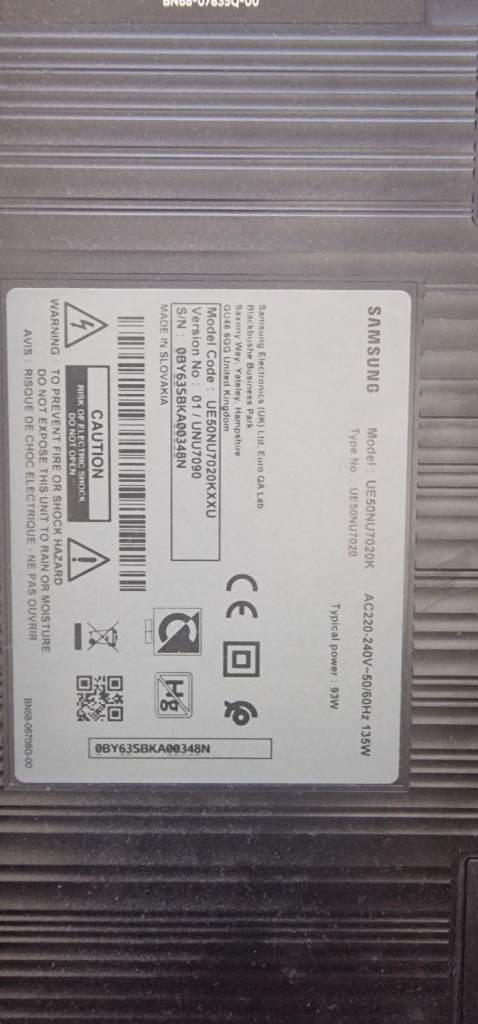 BN68-07835Q-00
SAMSUNG
Model : UE50NU7020K AC220-240V~50/60Hz 135W
Type No. : UE50NU7020
Typical power : 93W
Samsung Electronics (UK) Ltd, Euro QA Lab.
Blackbushe Business Park
Saxony Way, Yateley, Hampshire
GU46 6GG United Kingdom
Model Code : UE50NU7020KXXU
Version No : 01 / UNU7090
S/N : 0BY63SBKA00348N
MADE IN SLOVAKIA
CE
Hg
CAUTION
RISK OF ELECTRIC SHOCK
DO NOT OPEN
0BY63SBKA00348N
WARNING : TO PREVENT FIRE OR SHOCK HAZARD
DO NOT EXPOSE THIS UNIT TO RAIN OR MOISTURE
AVIS : RISQUE DE CHOC ELECTRIQUE - NE PAS OUVRIR
BN68-06708G-00